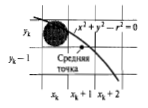 x² + y² − r² = 0
yₖ
yₖ − 1
Средняя
точка
xₖ xₖ + 1 xₖ + 2